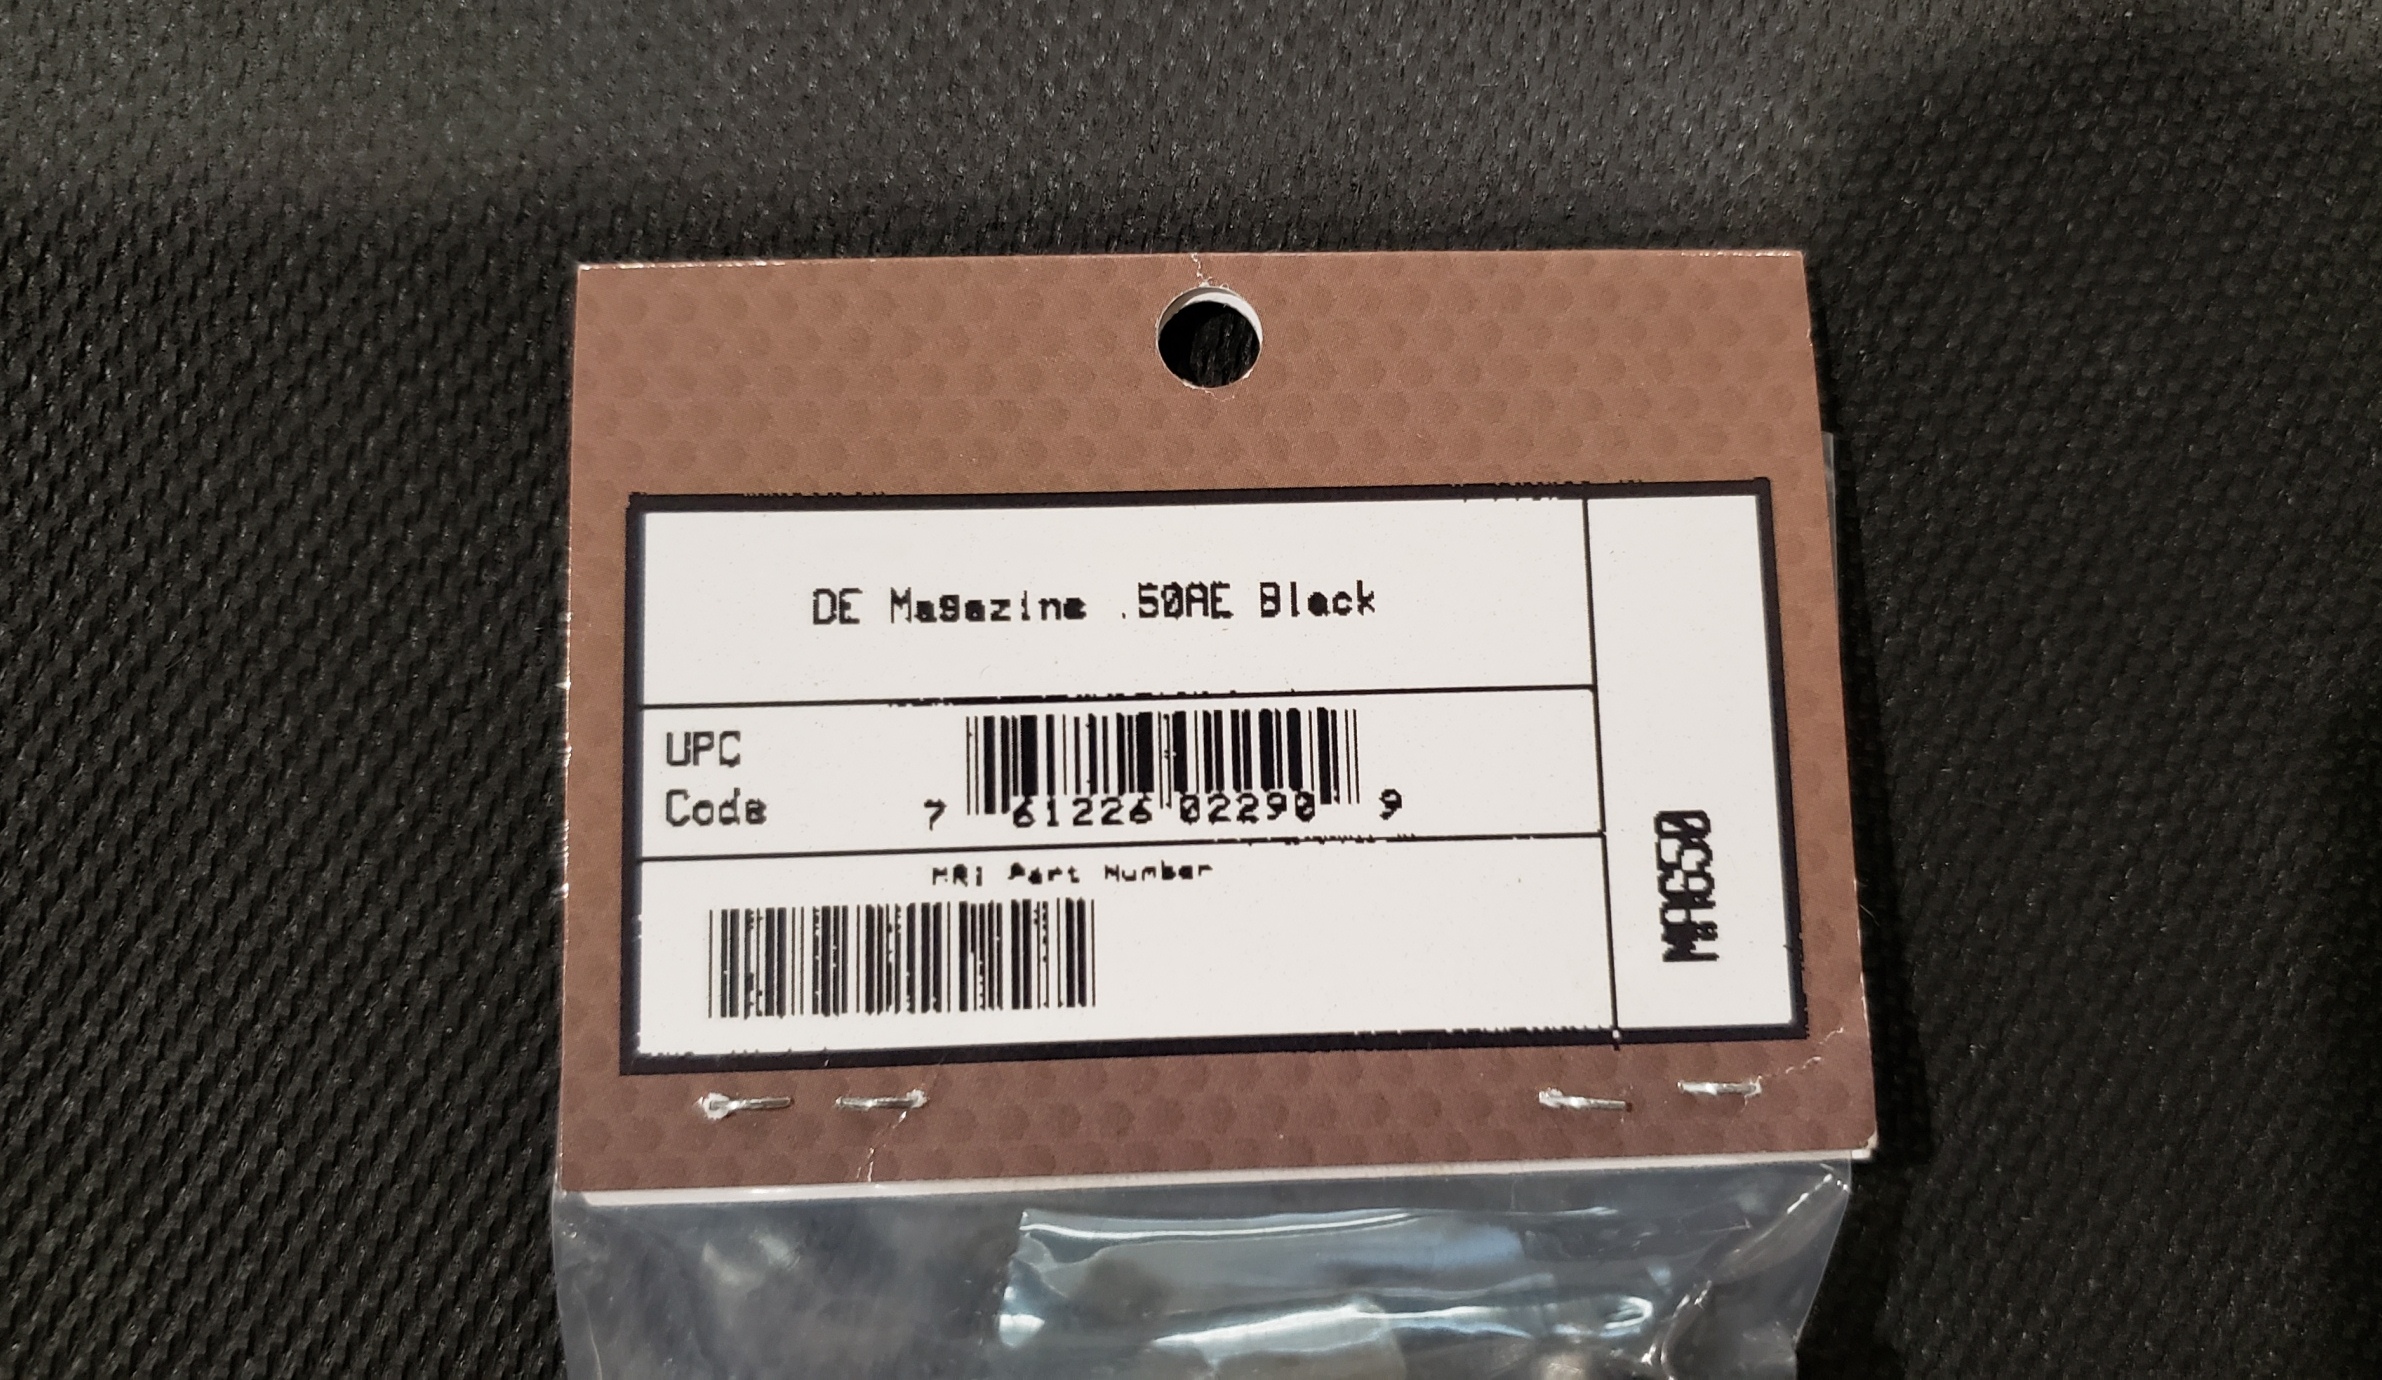 DE Magazine .50AE Black
UPC
Code
7 61226 02290 9
MRI Part Number
MAG50